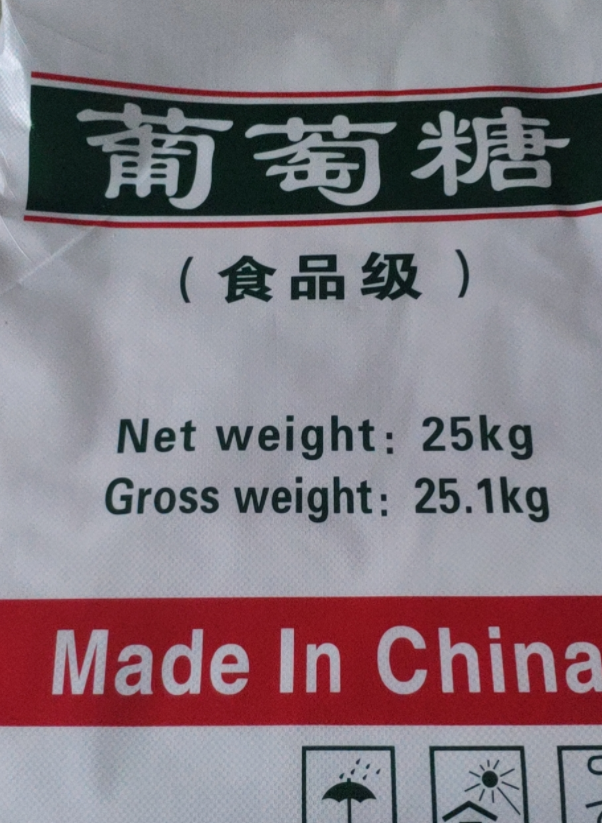 葡萄糖
（食品级）
Net weight：25kg
Gross weight：25.1kg
Made In China